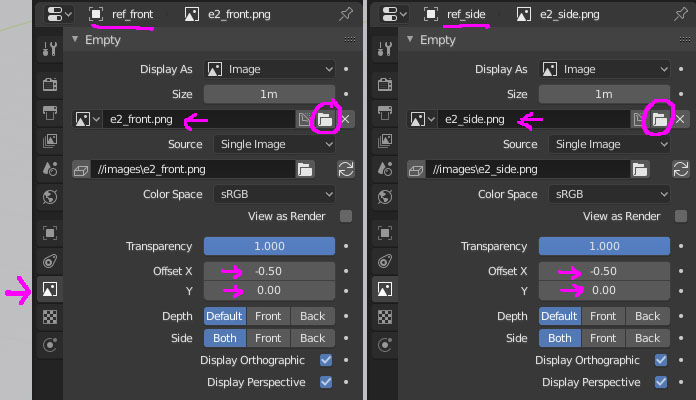 ref_front e2_front.png
Empty
Display As Image
Size 1m
e2_front.png
Source Single Image
//images\e2_front.png
Color Space sRGB
View as Render
Transparency 1.000
Offset X -0.50
Y 0.00
Depth Default Front Back
Side Both Front Back
Display Orthographic
Display Perspective
ref_side e2_side.png
Empty
Display As Image
Size 1m
e2_side.png
Source Single Image
//images\e2_side.png
Color Space sRGB
View as Render
Transparency 1.000
Offset X -0.50
Y 0.00
Depth Default Front Back
Side Both Front Back
Display Orthographic
Display Perspective